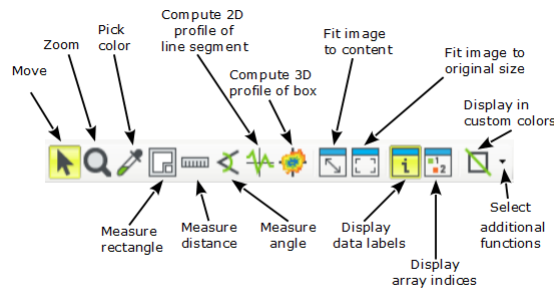 Move
Zoom
Pick
color
Compute 2D
profile of
line segment
Compute 3D
profile of box
Fit image
to content
Fit image to
original size
Display in
custom colors
i
1
2
Measure
rectangle
Measure
distance
Measure
angle
Display
data labels
Display
array indices
Select
additional
functions